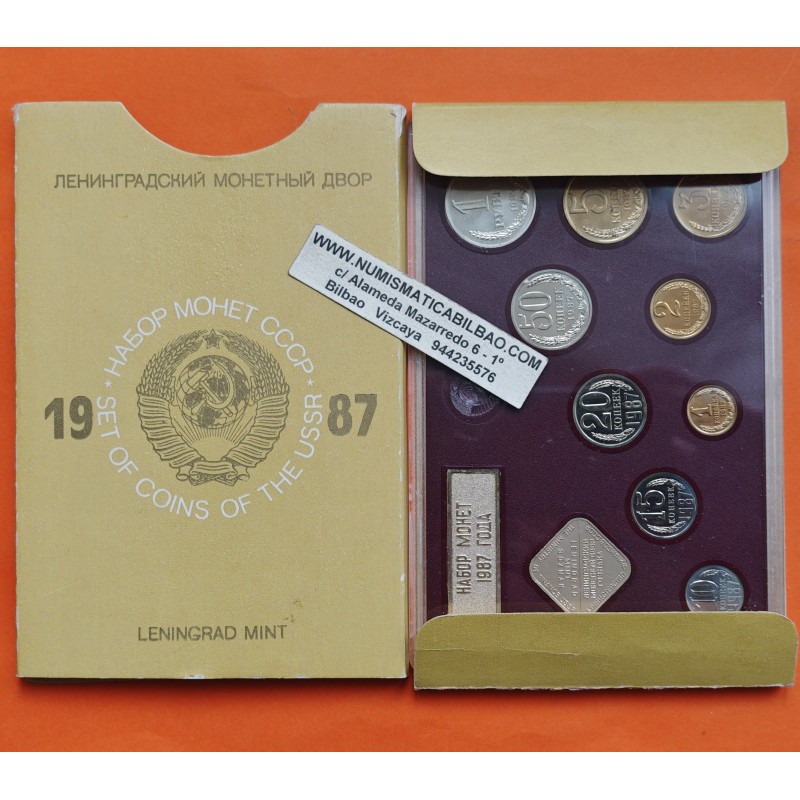 ЛЕНИНГРАДСКИЙ МОНЕТНЫЙ ДВОР
* НАБОР МОНЕТ СССР *
19 87
SET OF COINS OF THE USSR
LENINGRAD MINT
WWW.NUMISMATICABILBAO.COM
c/ Alameda Mazarredo 6 - 1º
Bilbao Vizcaya 944235576
1
РУБЛЬ
5
КОПЕЕК
3
КОПЕЙКИ
50
КОПЕЕК
1987
2
КОПЕЙКИ
20
КОПЕЕК
1987
1
15
КОПЕЕК
1987
10
КОПЕЕК
1987
НАБОР МОНЕТ
1987 ГОДА